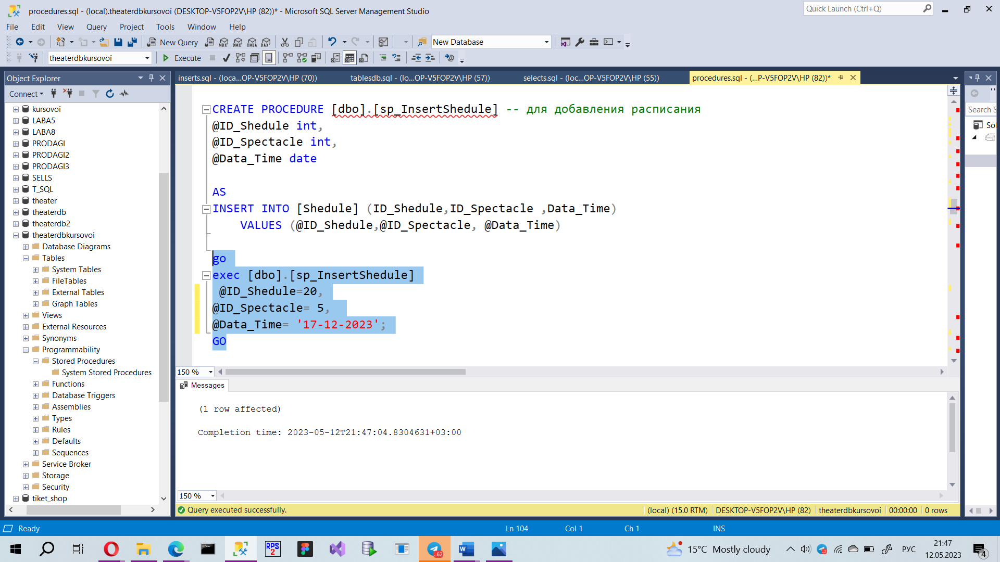 procedures.sql - (local).theaterdbkursovoi (DESKTOP-V5FOP2V\HP (82))* - Microsoft SQL Server Management Studio
Quick Launch (Ctrl+Q)
File Edit View Query Project Tools Window Help
New Query
New Database
theaterdbkursovoi
Execute
Object Explorer
inserts.sql - (loca...OP-V5FOP2V\HP (70))
tablesdb.sql - (lo...OP-V5FOP2V\HP (57))
selects.sql - (loc...OP-V5FOP2V\HP (55))
procedures.sql - (...P-V5FOP2V\HP (82))*
Connect
kursovoi
LABA5
LABA8
PRODAGI
PRODAGI2
PRODAGI3
SELLS
T_SQL
theater
theaterdb
theaterdb2
theaterdbkursovoi
Database Diagrams
Tables
System Tables
FileTables
External Tables
Graph Tables
Views
External Resources
Synonyms
Programmability
Stored Procedures
System Stored Procedures
Functions
Database Triggers
Assemblies
Types
Rules
Defaults
Sequences
Service Broker
Storage
Security
tiket_shop
CREATE PROCEDURE [dbo].[sp_InsertShedule] -- для добавления расписания
@ID_Shedule int,
@ID_Spectacle int,
@Data_Time date
AS
INSERT INTO [Shedule] (ID_Shedule,ID_Spectacle ,Data_Time)
VALUES (@ID_Shedule,@ID_Spectacle, @Data_Time)
go
exec [dbo].[sp_InsertShedule]
@ID_Shedule=20,
@ID_Spectacle= 5,
@Data_Time= '17-12-2023';
GO
150 %
Messages
(1 row affected)
Completion time: 2023-05-12T21:47:04.8304631+03:00
150 %
Query executed successfully.
(local) (15.0 RTM) DESKTOP-V5FOP2V\HP (82) theaterdbkursovoi 00:00:00 0 rows
Search S
Sol
Ready
Ln 104 Col 1 Ch 1 INS
15°C Mostly cloudy
РУС
21:47
12.05.2023
4